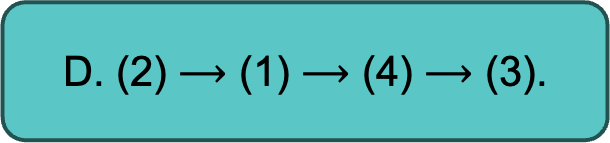 D. (2) ⟶ (1) ⟶ (4) ⟶ (3).